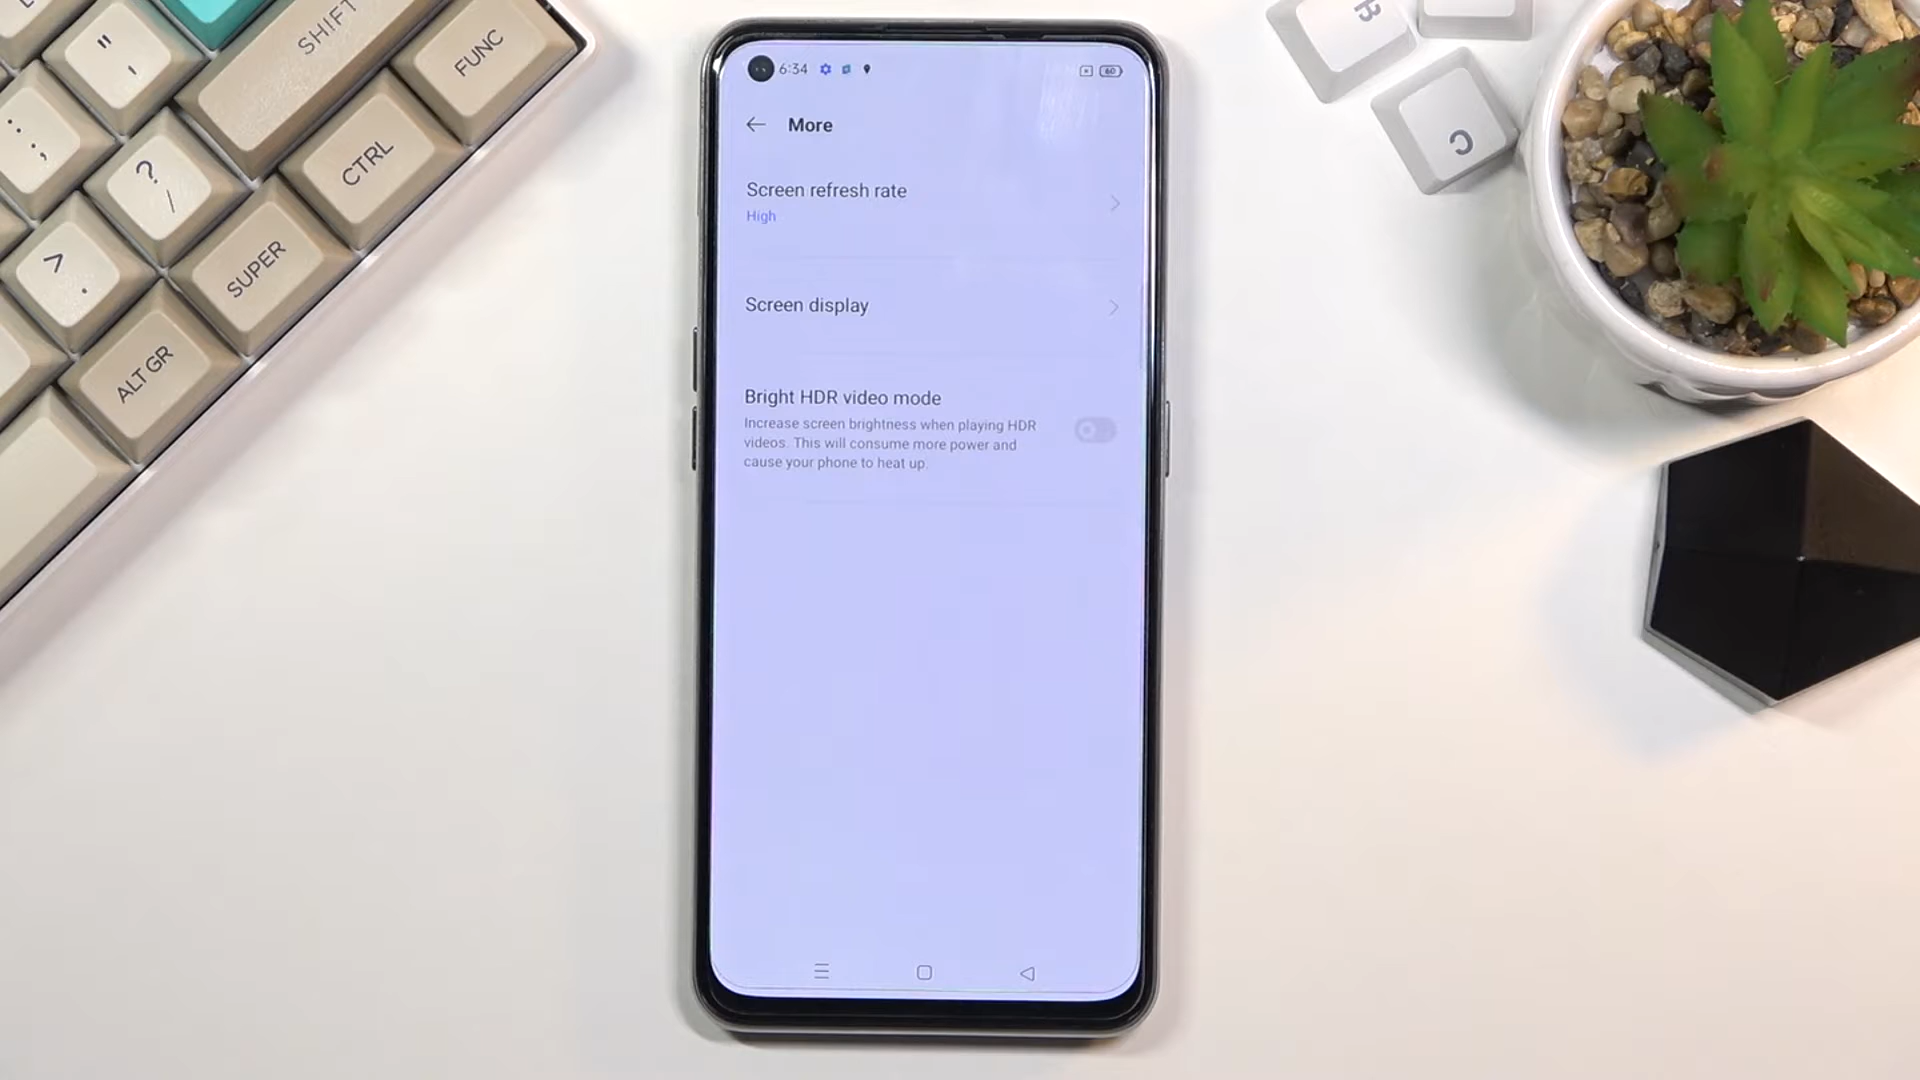 6:34
60
More
Screen refresh rate
High
Screen display
Bright HDR video mode
Increase screen brightness when playing HDR
videos. This will consume more power and
cause your phone to heat up.
SHIFT
FUNC
" ,
: ;
? /
CTRL
> .
SUPER
ALT GR
R
C